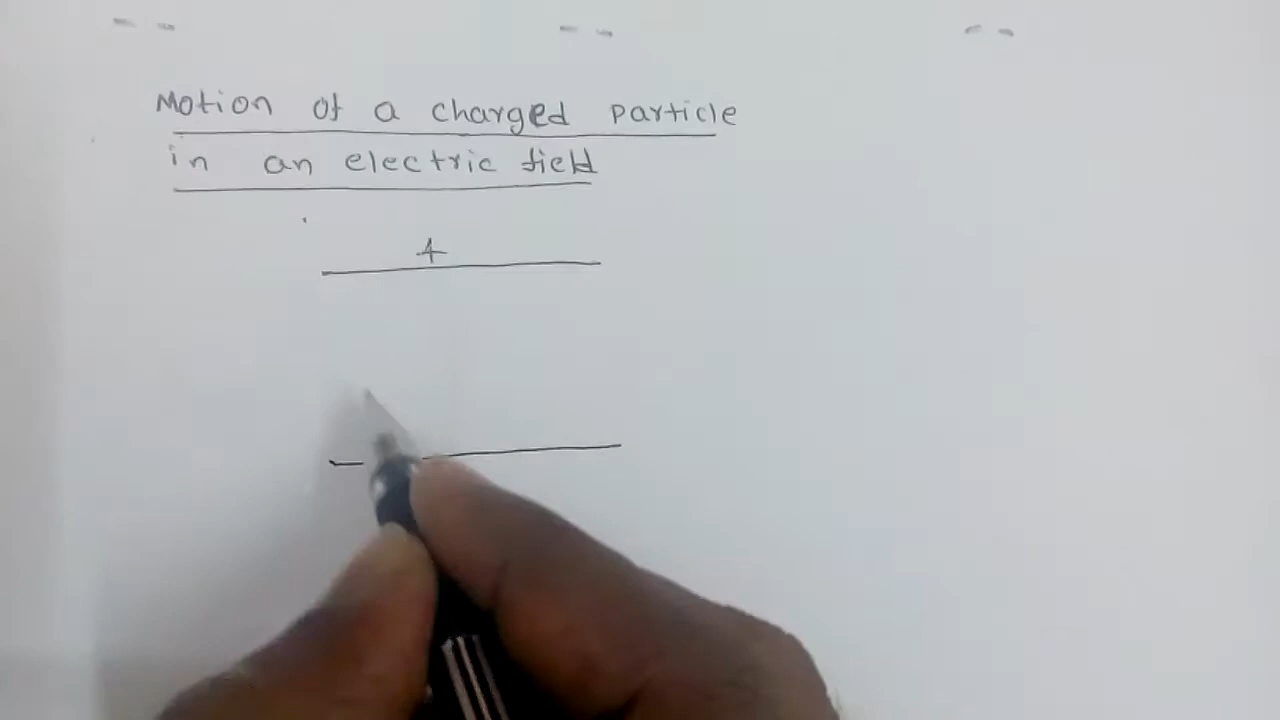 Motion of a charged particle
in an electric field
+